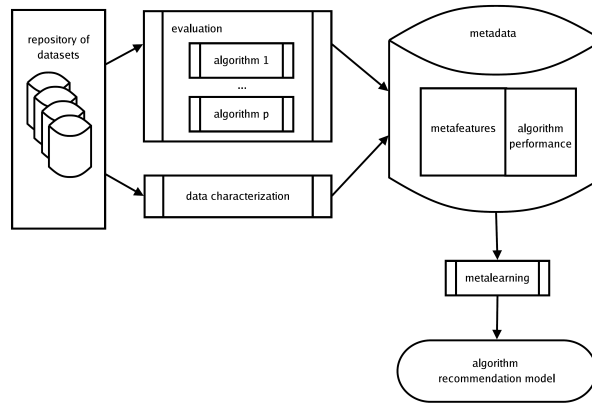 repository of
datasets
evaluation
algorithm 1
...
algorithm p
data characterization
metadata
metafeatures
algorithm
performance
metalearning
algorithm
recommendation model